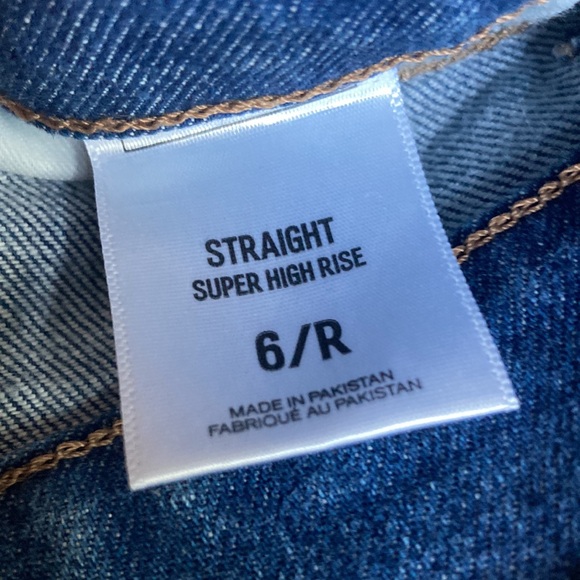 STRAIGHT
SUPER HIGH RISE
6/R
MADE IN PAKISTAN
FABRIQUÉ AU PAKISTAN